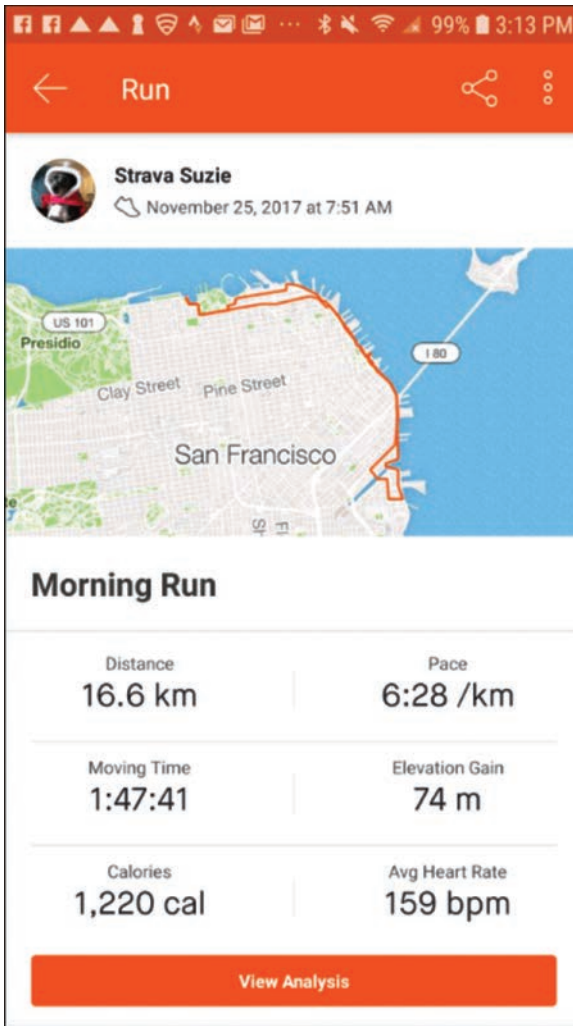 99% 3:13 PM
Run
Strava Suzie
November 25, 2017 at 7:51 AM
US 101
Presidio
I 80
Clay Street
Pine Street
San Francisco
Morning Run
Distance
Pace
16.6 km
6:28 /km
Moving Time
Elevation Gain
1:47:41
74 m
Calories
Avg Heart Rate
1,220 cal
159 bpm
View Analysis